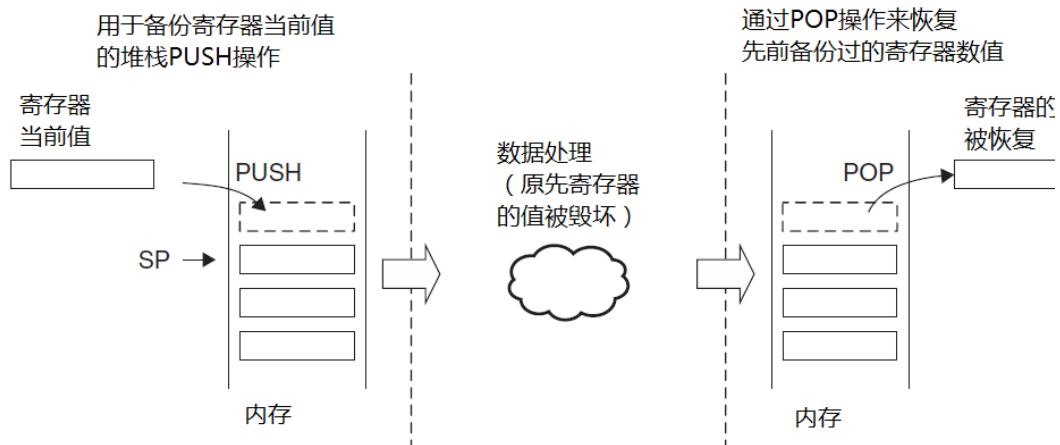 用于备份寄存器当前值
的堆栈PUSH操作
通过POP操作来恢复
先前备份过的寄存器数值
寄存器
当前值
寄存器的
被恢复
PUSH
数据处理
（原先寄存器
的值被毁坏）
POP
SP
内存
内存